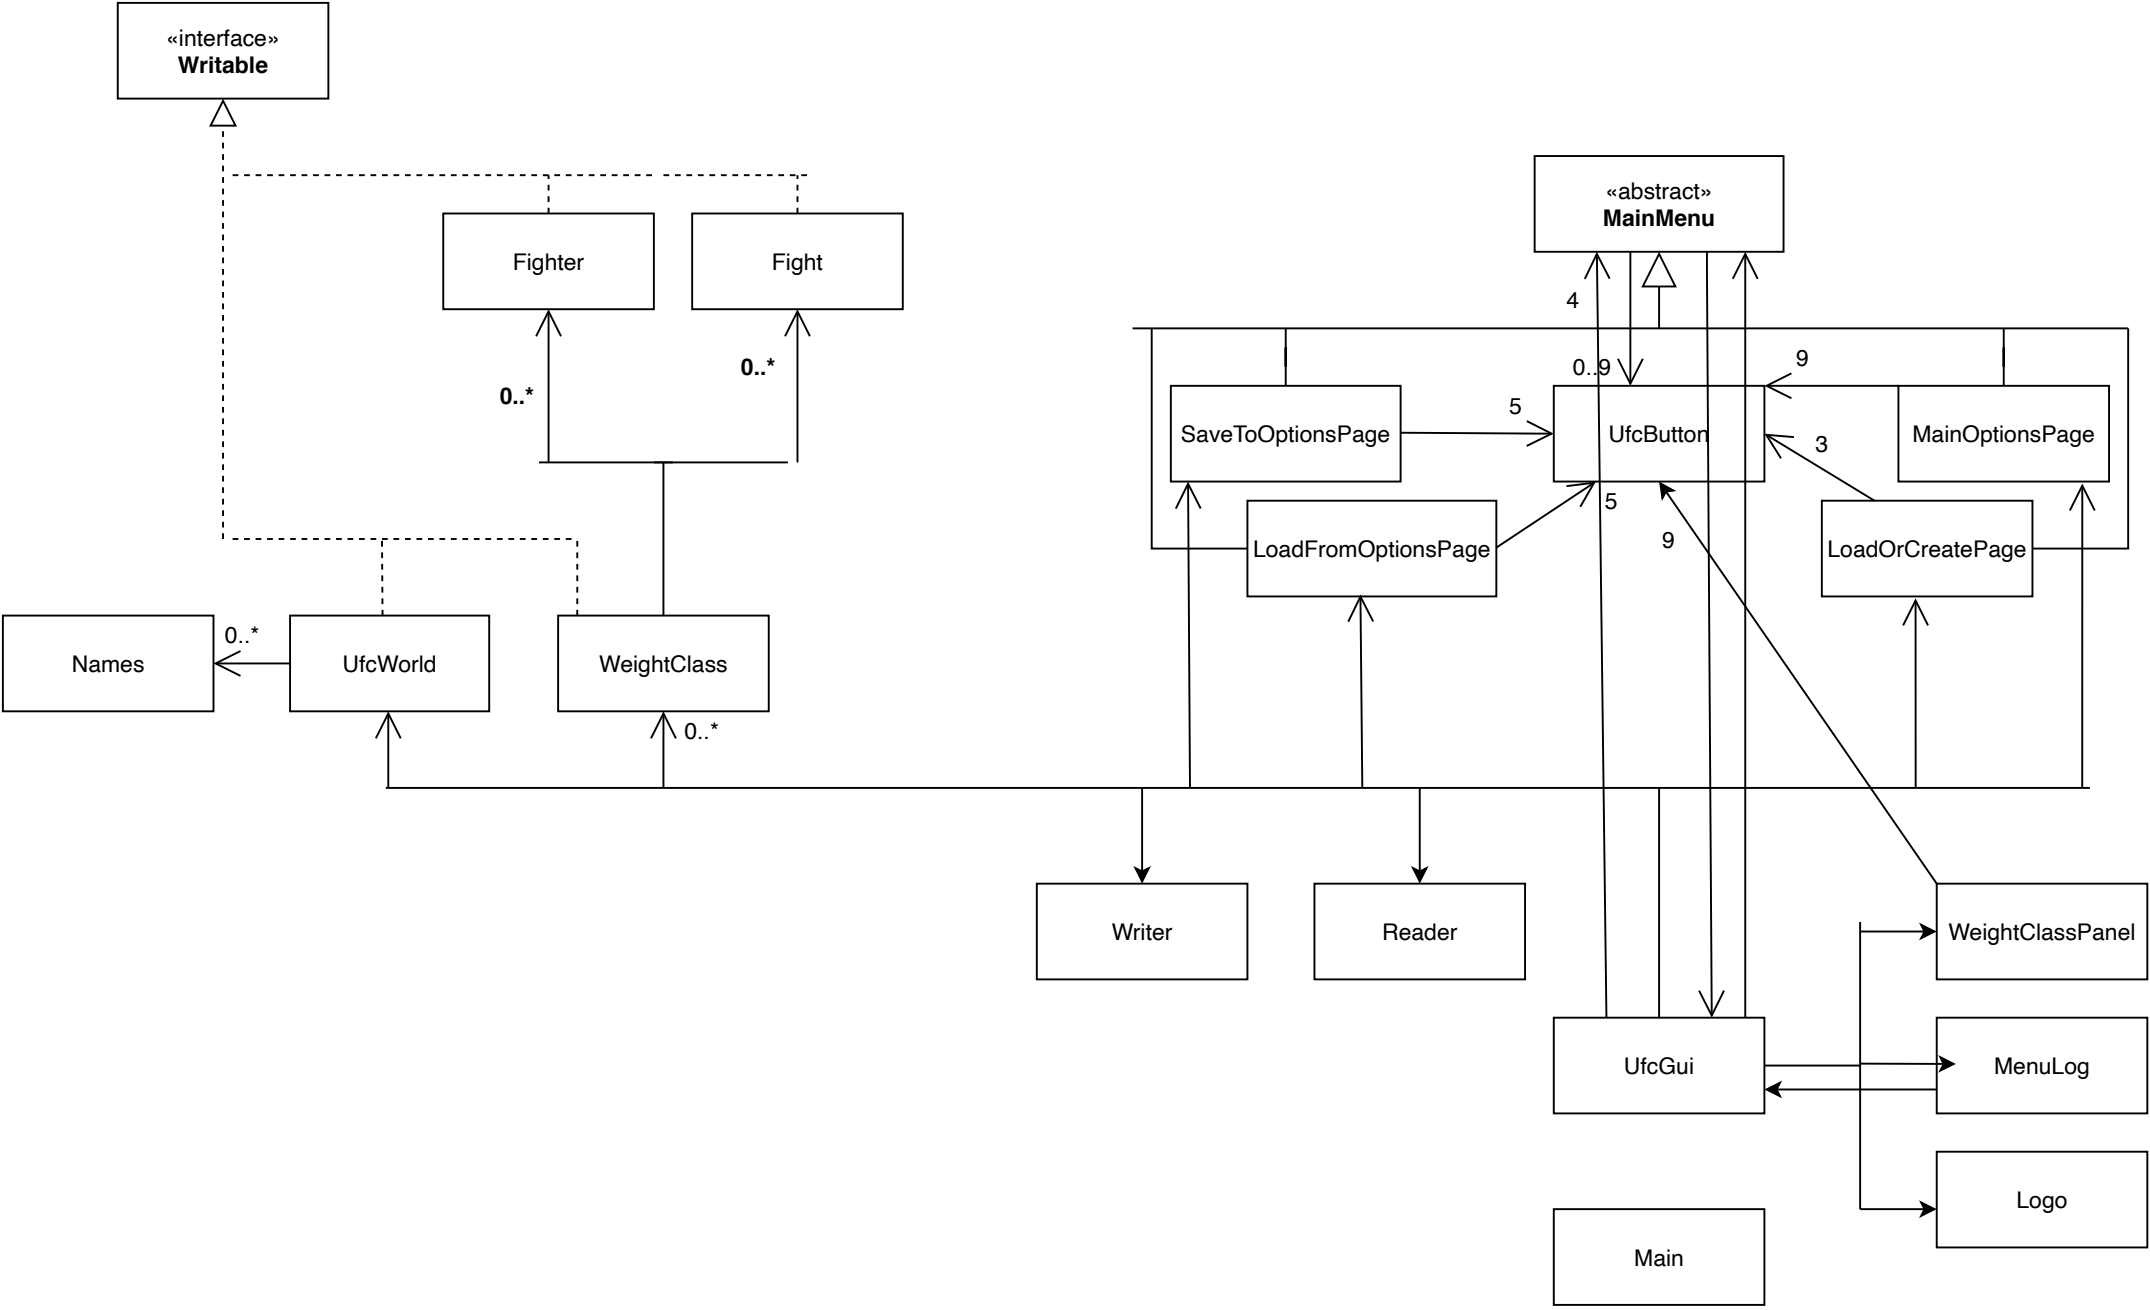 «interface»
Writable
«abstract»
MainMenu
Fighter
Fight
4
0..*
0..*
0..9
9
5
SaveToOptionsPage
UfcButton
MainOptionsPage
3
5
9
LoadFromOptionsPage
LoadOrCreatePage
0..*
Names
UfcWorld
WeightClass
0..*
Writer
Reader
WeightClassPanel
UfcGui
MenuLog
Logo
Main